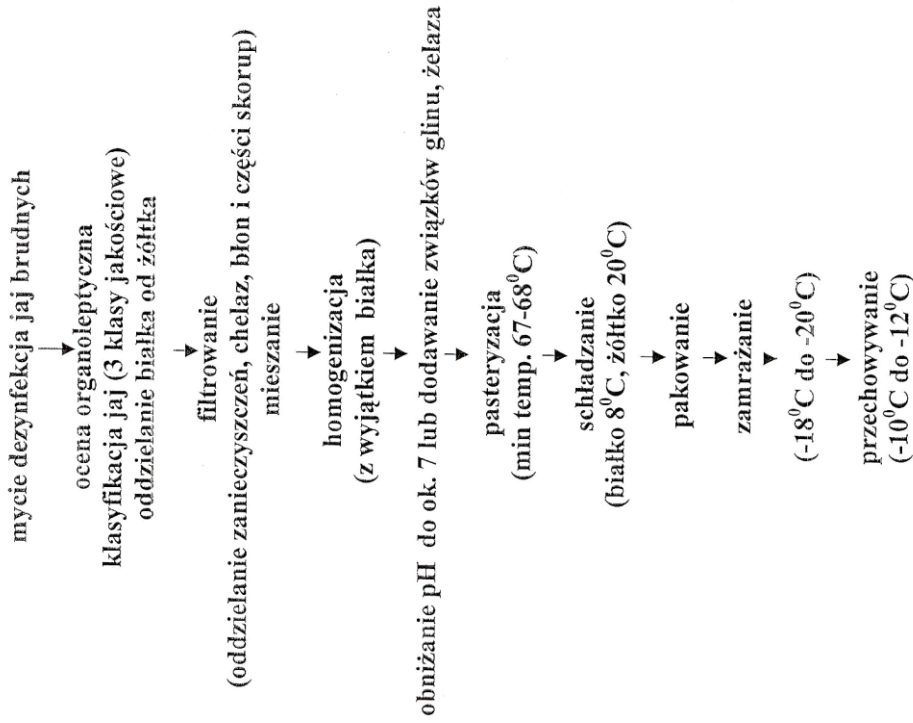 mycie dezynfekcja jaj brudnych
ocena organoleptyczna
klasyfikacja jaj (3 klasy jakościowe)
oddzielanie białka od żółtka
filtrowanie
(oddzielanie zanieczyszczeń, chelaz, błon i części skorup)
mieszanie
homogenizacja
(z wyjątkiem białka)
obniżanie pH do ok. 7 lub dodawanie związków glinu, żelaza
pasteryzacja
(min temp. 67-68⁰C)
schładzanie
(białko 8⁰C, żółtko 20⁰C)
pakowanie
zamrażanie
(-18⁰C do -20⁰C)
przechowywanie
(-10⁰C do -12⁰C)